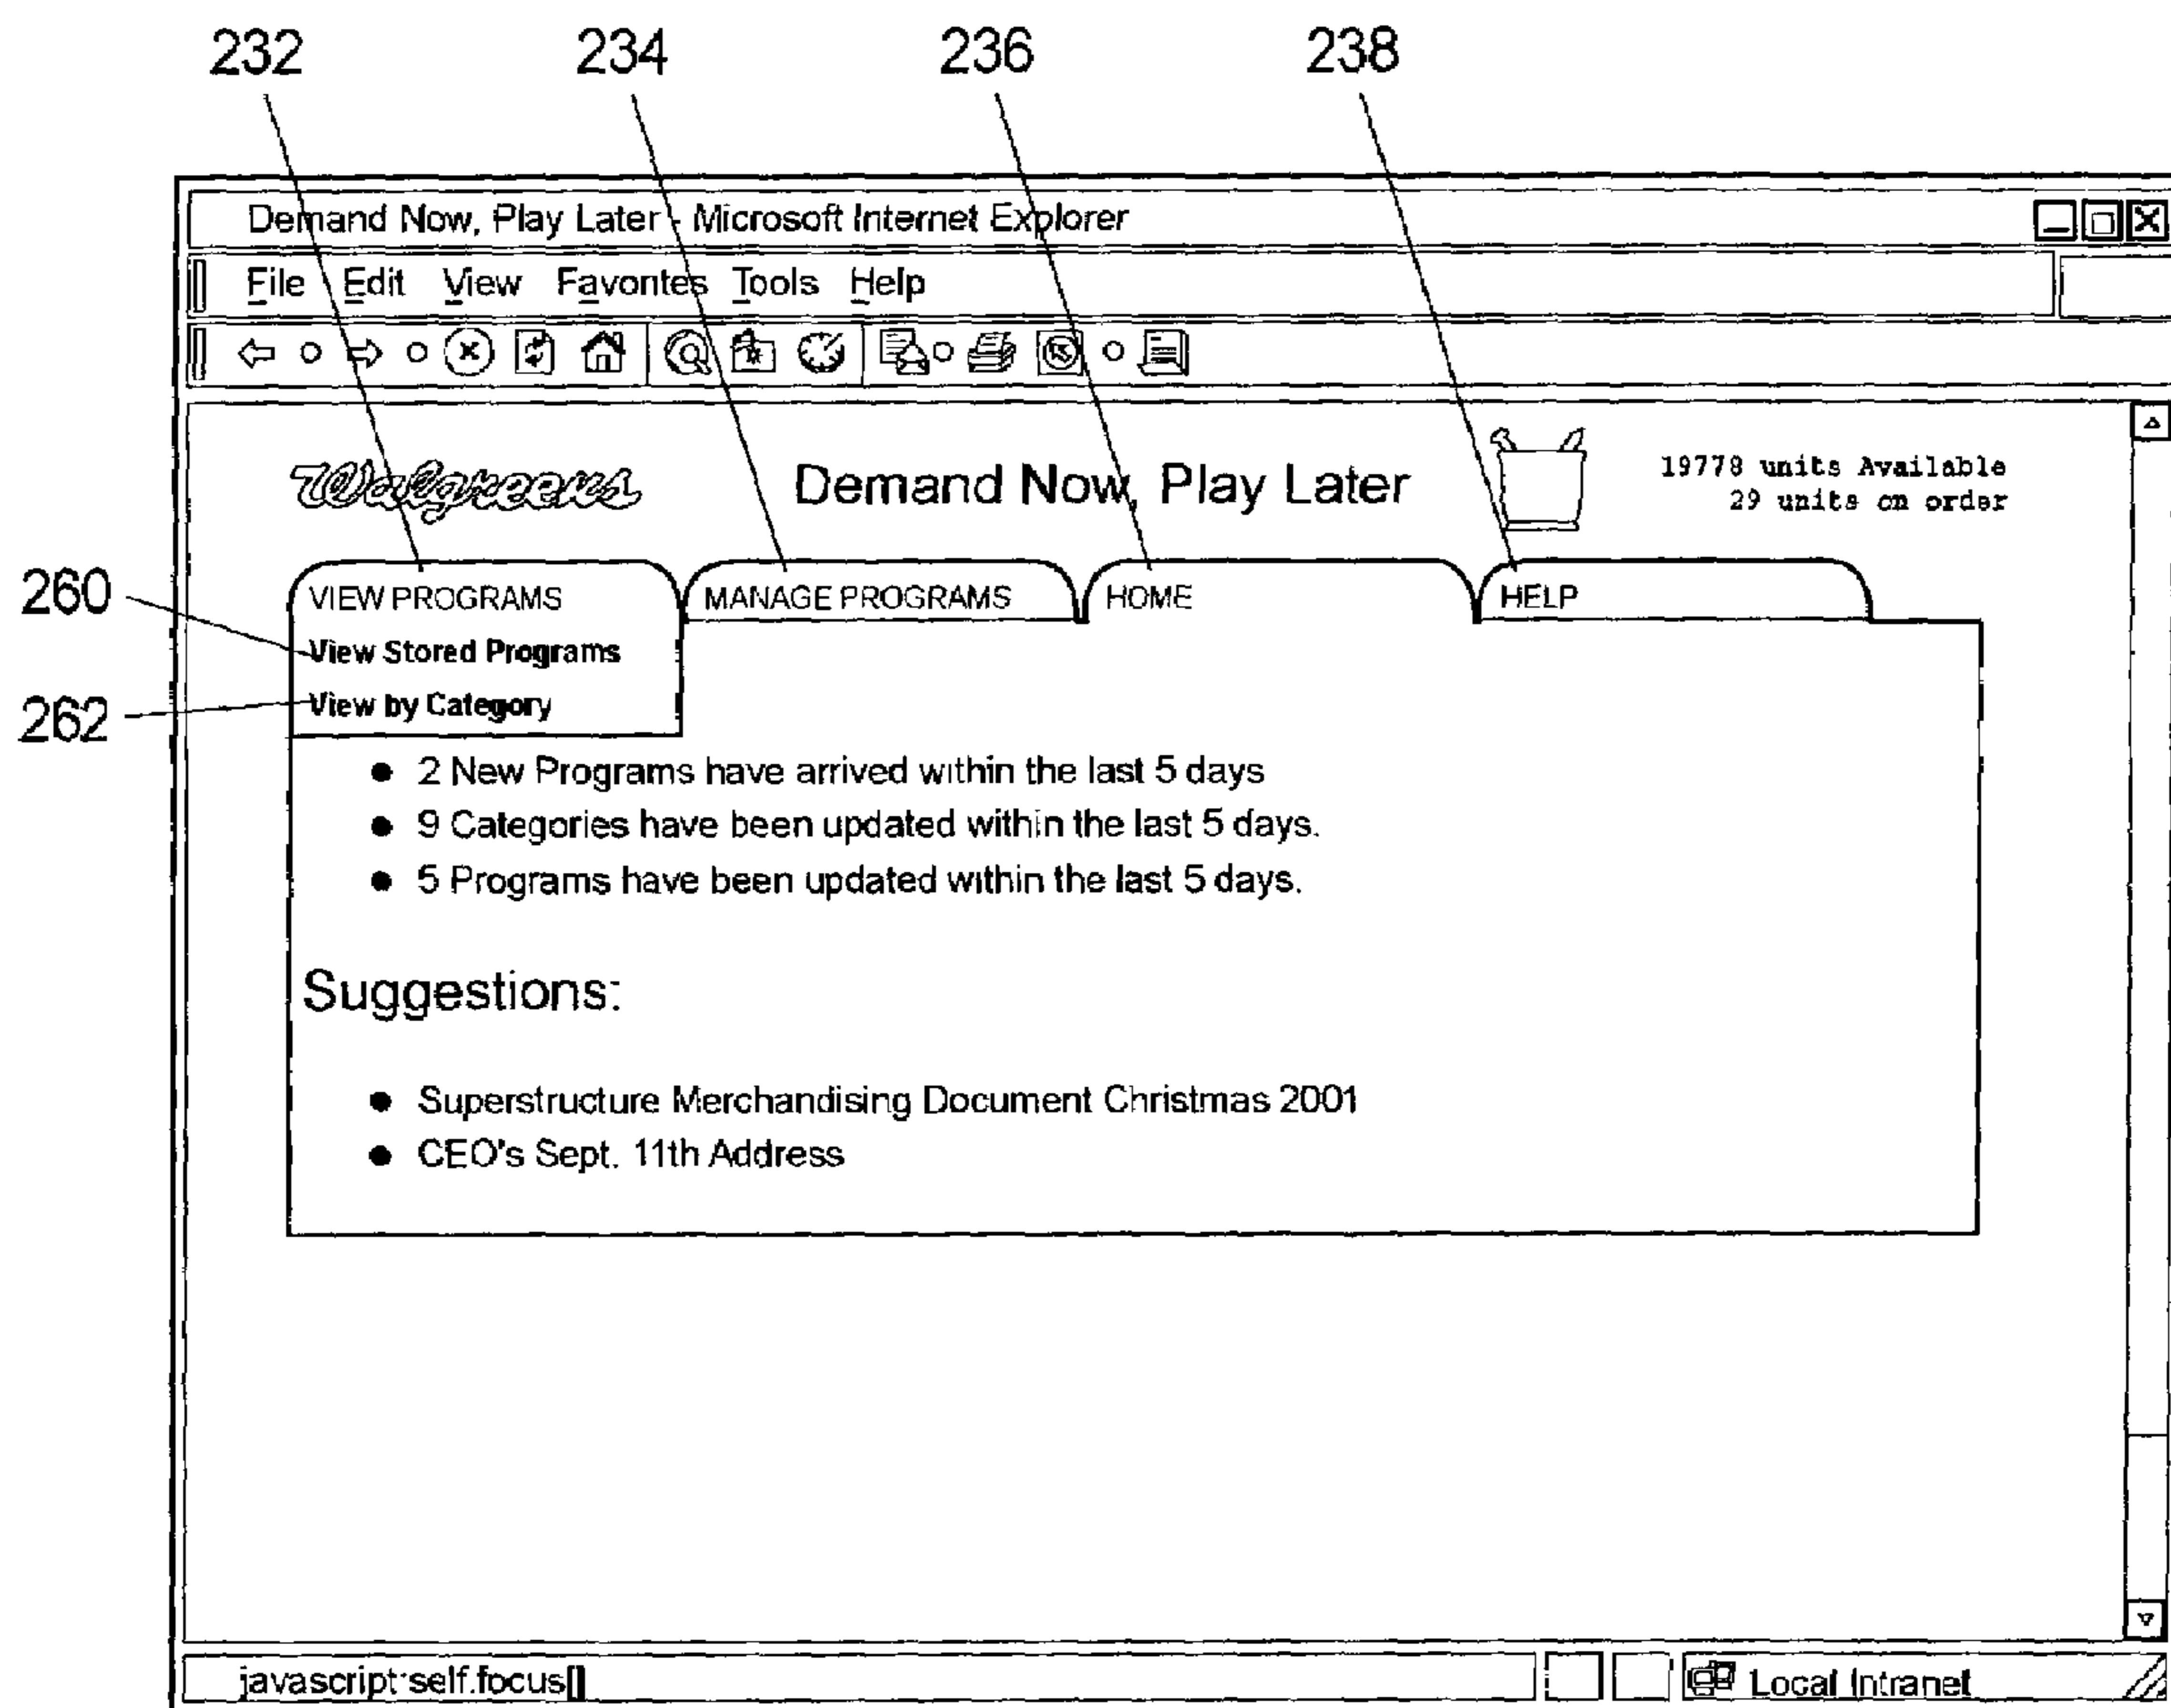 232 234 236 238
Demand Now, Play Later - Microsoft Internet Explorer
File Edit View Favorites Tools Help
Walgreens Demand Now, Play Later
19778 units Available
29 units on order
VIEW PROGRAMS MANAGE PROGRAMS HOME HELP
260 View Stored Programs
262 View by Category
● 2 New Programs have arrived within the last 5 days
● 9 Categories have been updated within the last 5 days.
● 5 Programs have been updated within the last 5 days.
Suggestions:
● Superstructure Merchandising Document Christmas 2001
● CEO's Sept. 11th Address
javascript:self.focus[] Local Intranet